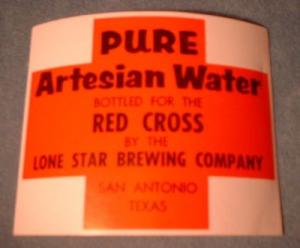 PURE
Artesian Water
BOTTLED FOR THE
RED CROSS
BY THE
LONE STAR BREWING COMPANY
SAN ANTONIO
TEXAS